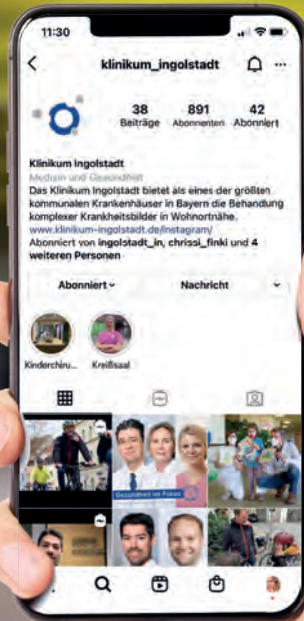 11:30
klinikum_ingolstadt
38 891 42
Beiträge Abonnenten Abonniert
Klinikum Ingolstadt
Medizin und Gesundheit
Das Klinikum Ingolstadt bietet als eines der größten
kommunalen Krankenhäuser in Bayern die Behandlung
komplexer Krankheitsbilder in Wohnortnähe.
www.klinikum-ingolstadt.de/instagram/
Abonniert von ingolstadt_in, chrissi_finki und 4
weiteren Personen
Abonniert
Nachricht
Kinderchiru... Kreißsaal
Gesundheit im Fokus